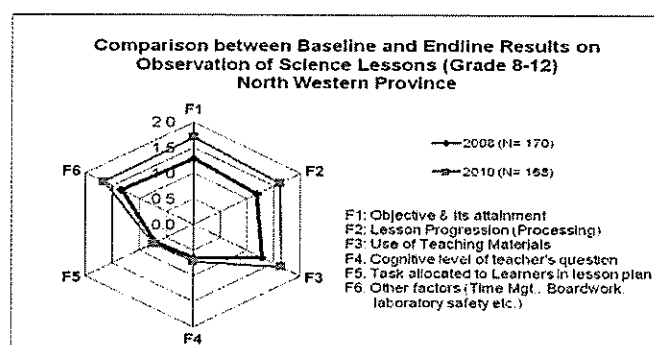 Comparison between Baseline and Endline Results on
Observation of Science Lessons (Grade 8-12)
North Western Province
F1
2.0
1.5
1.0
0.5
0.0
F2
F3
F4
F5
F6
2008 (N= 170)
2010 (N= 168)
F1: Objective & its attainment
F2: Lesson Progression (Processing)
F3: Use of Teaching Materials
F4: Cognitive level of teacher's question
F5: Task allocated to Learners in lesson plan
F6: Other factors (Time Mgt., Boardwork,
laboratory safety etc.)